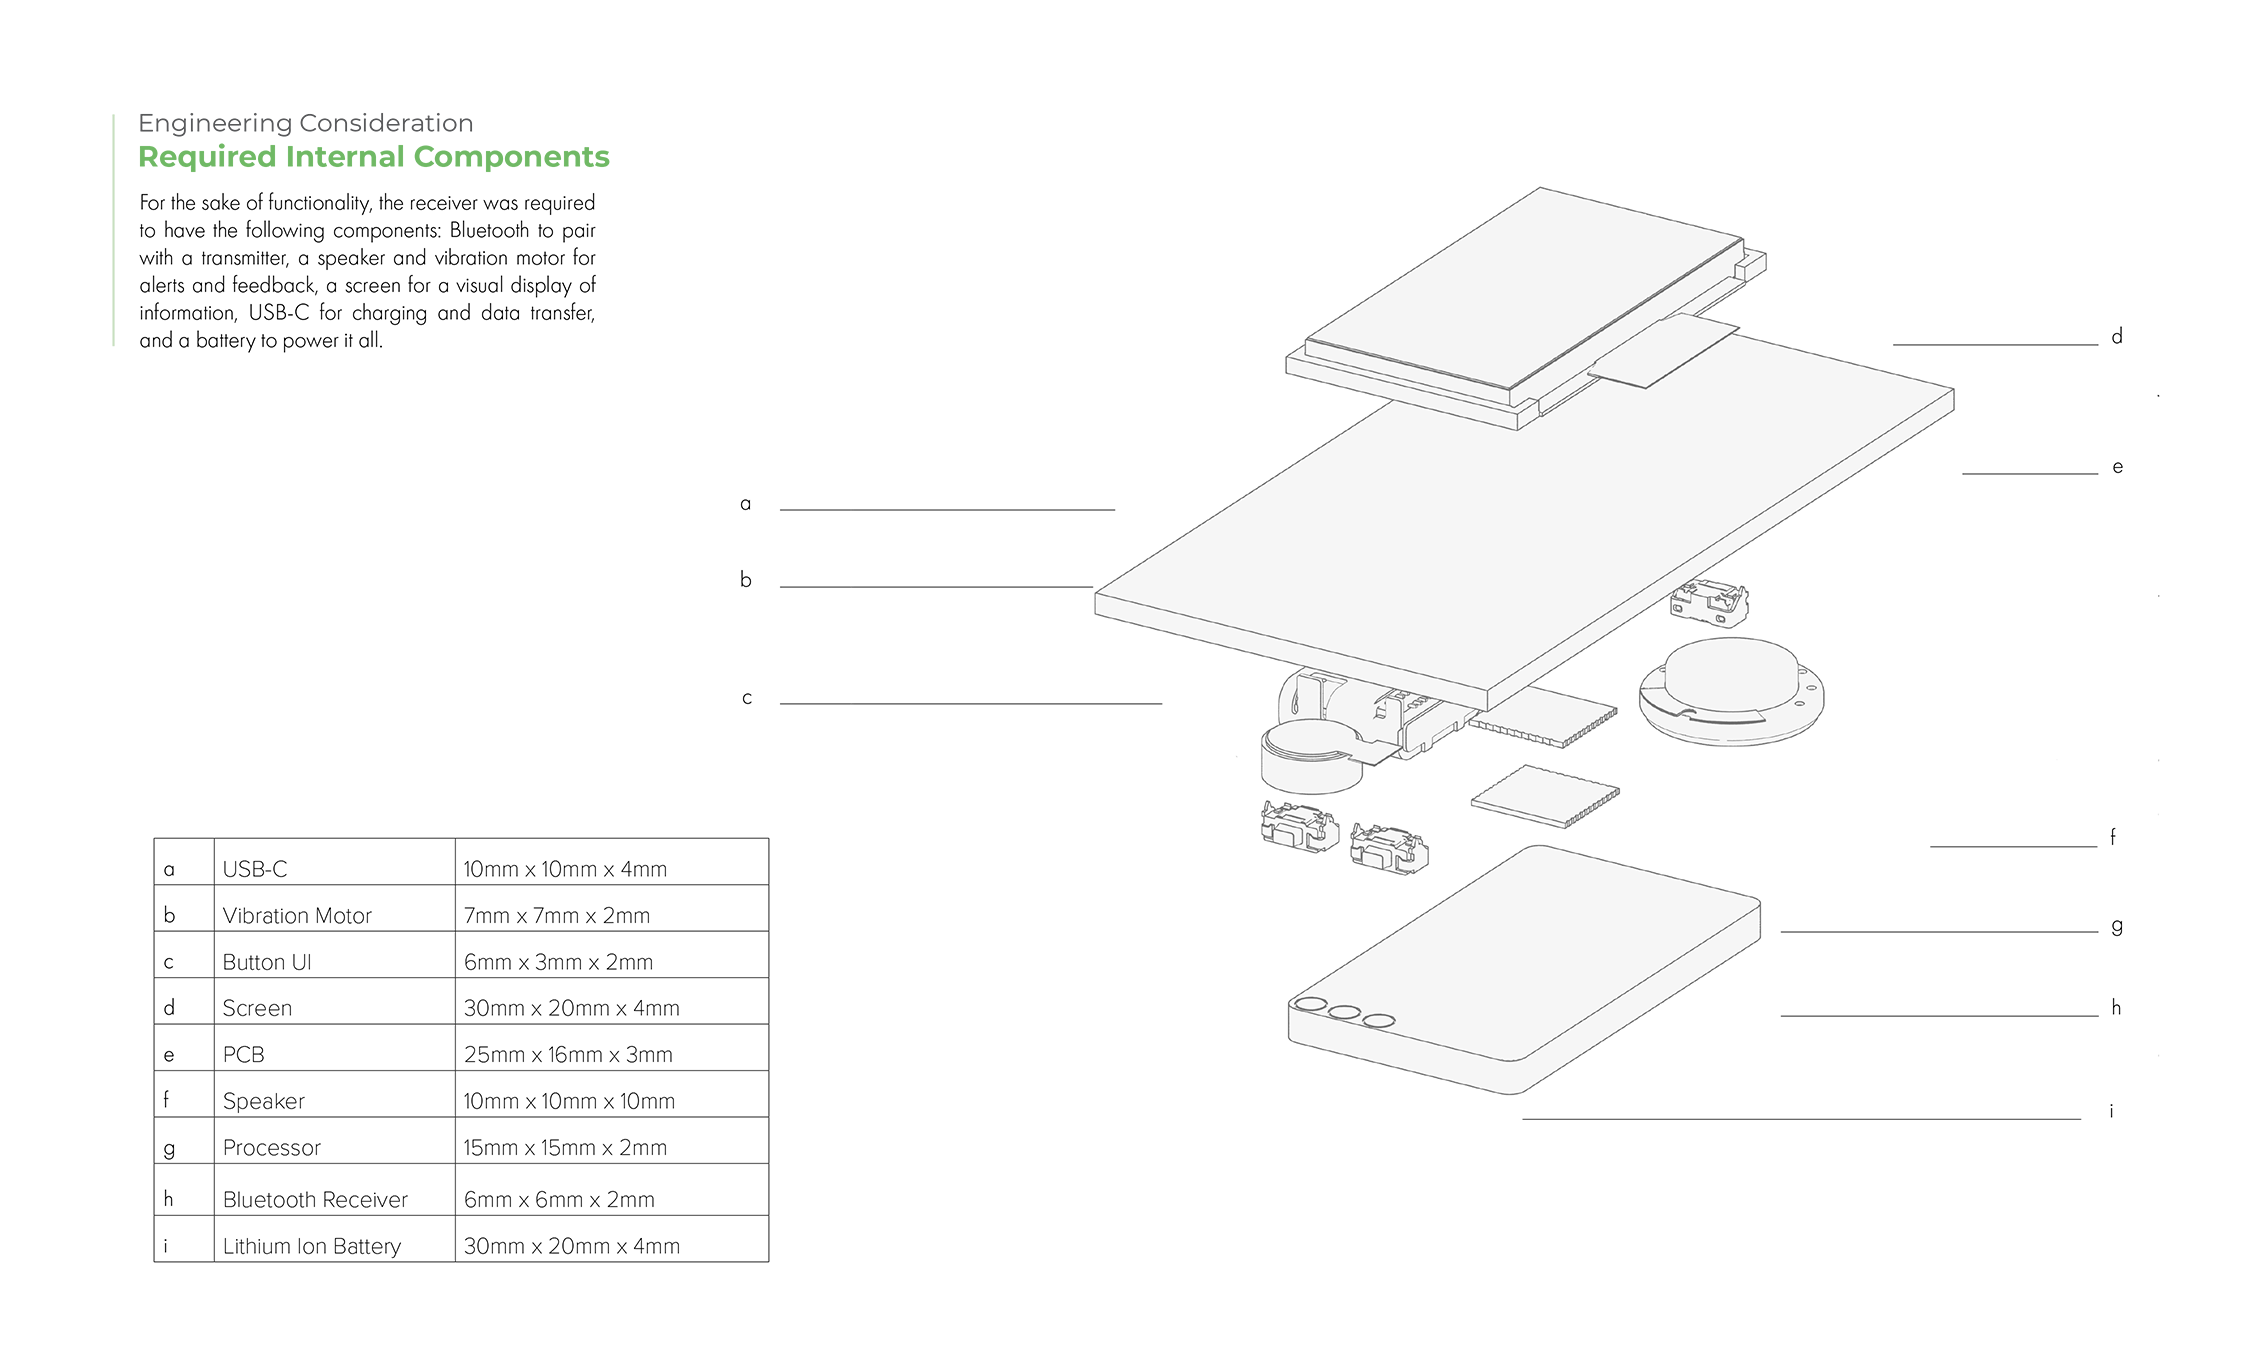 Engineering Consideration
Required Internal Components
For the sake of functionality, the receiver was required
to have the following components: Bluetooth to pair
with a transmitter, a speaker and vibration motor for
alerts and feedback, a screen for a visual display of
information, USB-C for charging and data transfer,
and a battery to power it all.
d
e
a
b
c
f
g
h
i
a USB-C 10mm x 10mm x 4mm
b Vibration Motor 7mm x 7mm x 2mm
c Button UI 6mm x 3mm x 2mm
d Screen 30mm x 20mm x 4mm
e PCB 25mm x 16mm x 3mm
f Speaker 10mm x 10mm x 10mm
g Processor 15mm x 15mm x 2mm
h Bluetooth Receiver 6mm x 6mm x 2mm
i Lithium Ion Battery 30mm x 20mm x 4mm